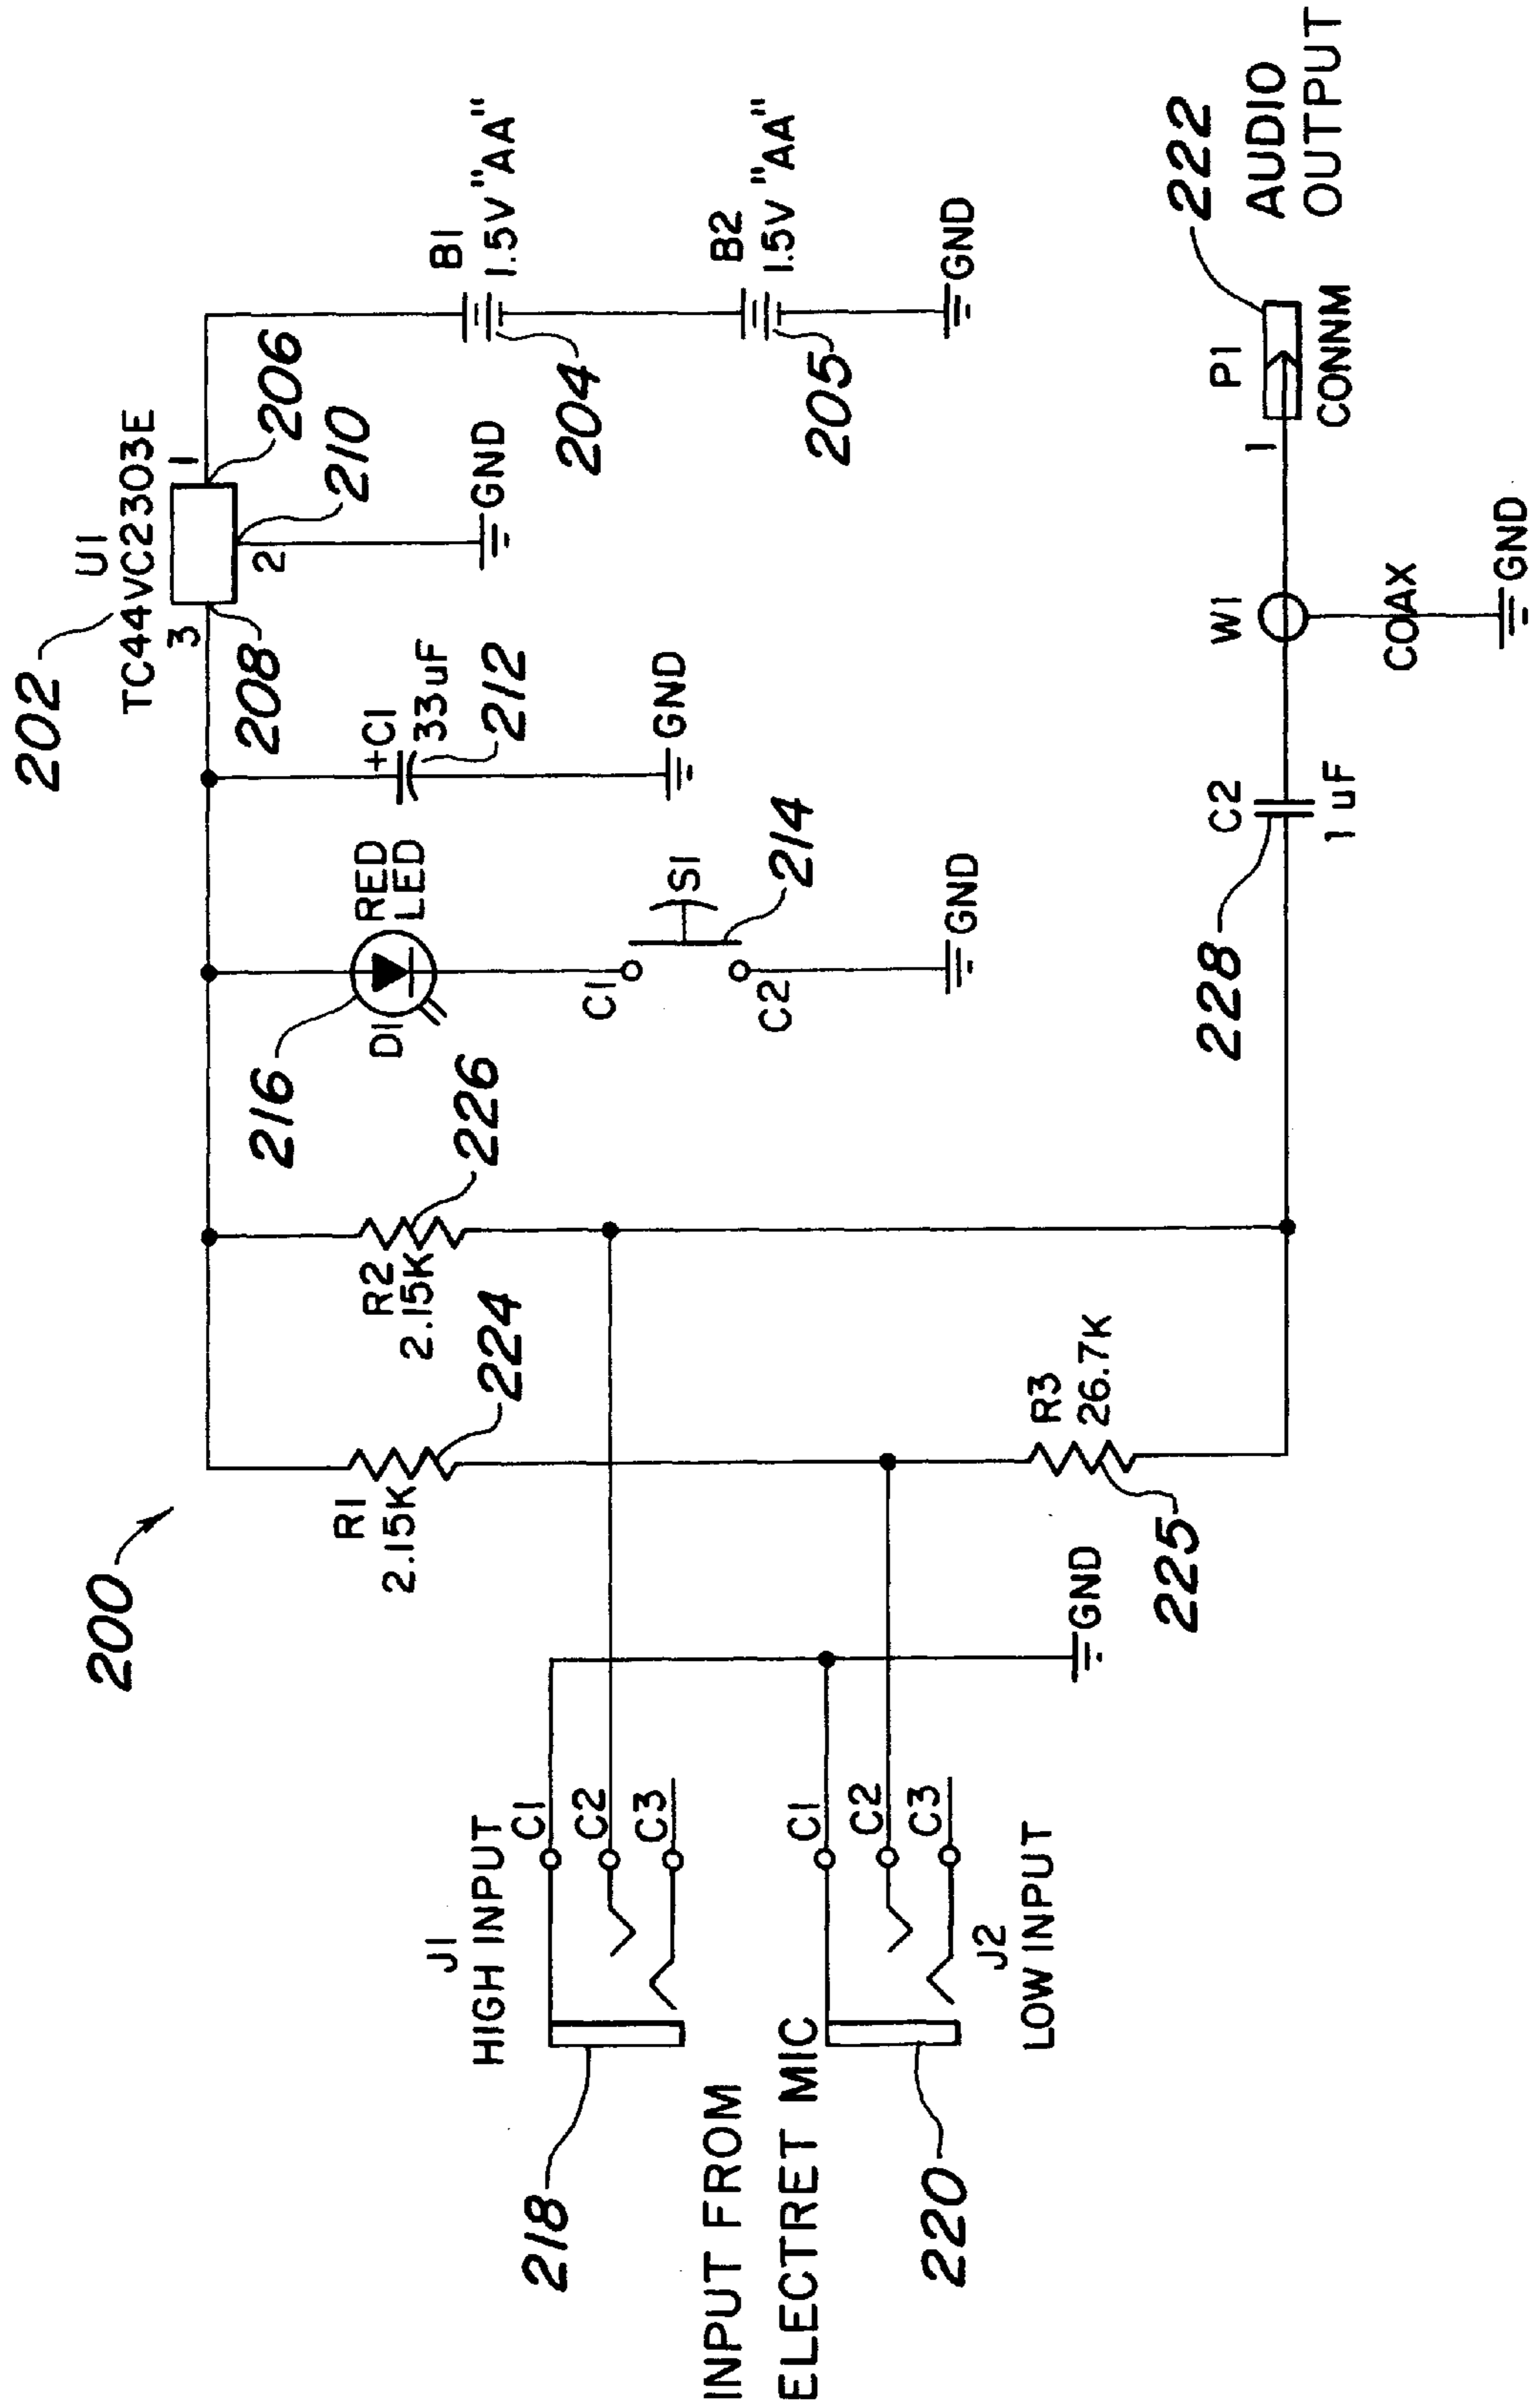 200
202
U1
TC44VC2303E
3
1
2
208
206
210
GND
B1
1.5V "AA"
204
B2
1.5V "AA"
205
GND
+C1
33uF
212
GND
RED
LED
D1
216
C1
C2
S1
214
GND
R2
2.15K
226
R1
2.15K
224
R3
26.7K
225
GND
J1
HIGH INPUT
C1
C2
C3
218
INPUT FROM
ELECTRET MIC
C1
C2
C3
J2
LOW INPUT
220
C2
1 uF
228
W1
COAX
GND
1
P1
CONNM
222
AUDIO
OUTPUT